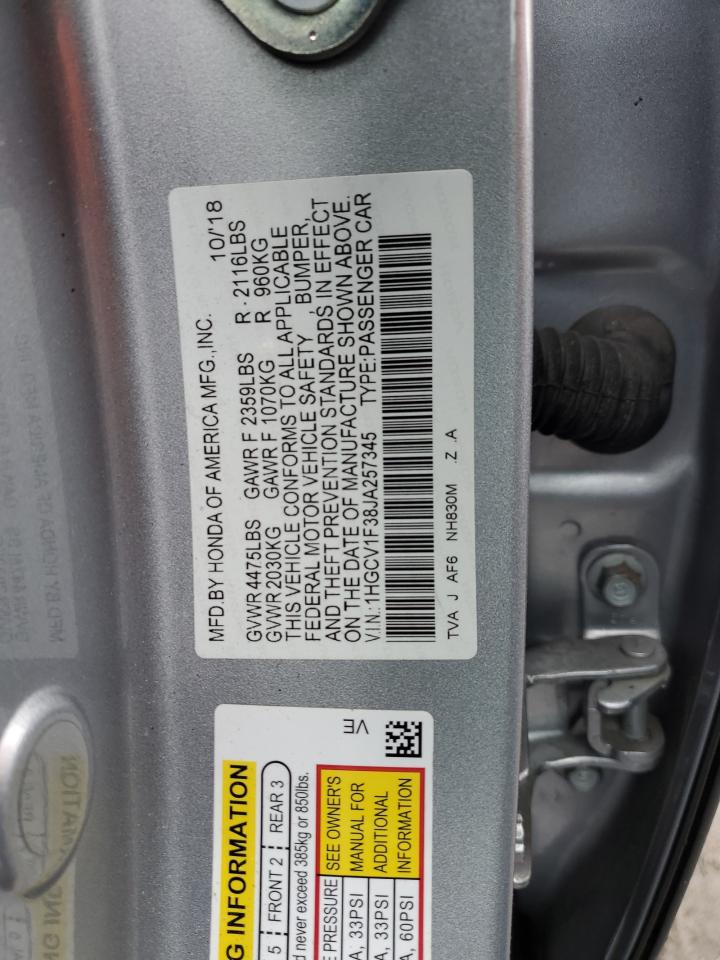 MFD.BY HONDA OF AMERICA MFG.,INC. 10/18
GVWR 4475LBS GAWR F 2359LBS R - 2116LBS
GVWR 2030KG GAWR F 1070KG R 960KG
THIS VEHICLE CONFORMS TO ALL APPLICABLE
FEDERAL MOTOR VEHICLE SAFETY , BUMPER,
AND THEFT PREVENTION STANDARDS IN EFFECT
ON THE DATE OF MANUFACTURE SHOWN ABOVE.
V.I.N.:1HGCV1F38JA257345 TYPE:PASSENGER CAR
TVA J AF6 NH830M .Z .A
VE
G INFORMATION
5 FRONT 2 REAR 3
d never exceed 385kg or 850lbs.
E PRESSURE SEE OWNER'S
A, 33PSI MANUAL FOR
A, 33PSI ADDITIONAL
A, 60PSI INFORMATION